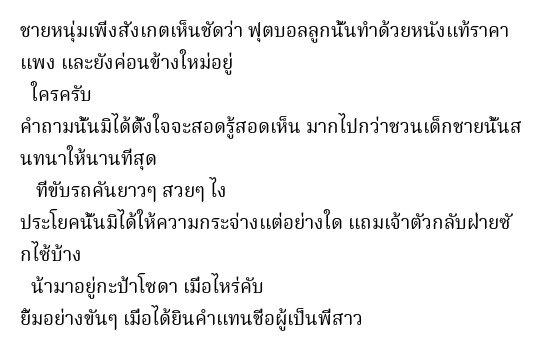 ชายหนุ่มเพิ่งสังเกตเห็นชัดว่า ฟุตบอลลูกนั้นทำด้วยหนังแท้ราคา
แพง และยังค่อนข้างใหม่อยู่
ใครครับ
คำถามนั้นมิได้ตั้งใจจะสอดรู้สอดเห็น มากไปกว่าชวนเด็กชายนั้นส
นทนาให้นานที่สุด
ที่ขับรถคันยาวๆ สวยๆ ไง
ประโยคนั้นมิได้ให้ความกระจ่างแต่อย่างใด แถมเจ้าตัวกลับฝ่ายซั
กไซ้บ้าง
น้ามาอยู่กะป้าโซดา เมื่อไหร่คับ
ยิ้มอย่างขันๆ เมื่อได้ยินคำแทนชื่อผู้เป็นพี่สาว